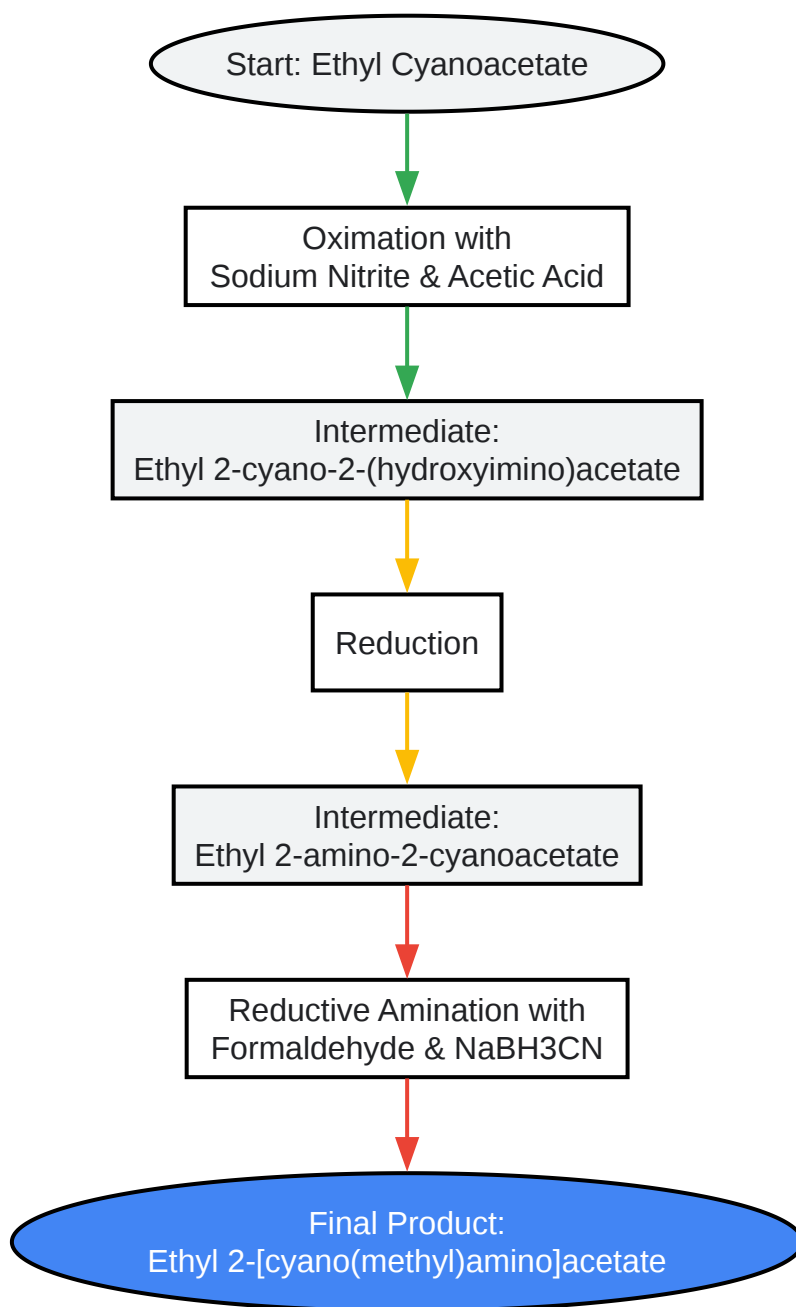 Start: Ethyl Cyanoacetate
Oximation with
Sodium Nitrite & Acetic Acid
Intermediate:
Ethyl 2-cyano-2-(hydroxyimino)acetate
Reduction
Intermediate:
Ethyl 2-amino-2-cyanoacetate
Reductive Amination with
Formaldehyde & NaBH3CN
Final Product:
Ethyl 2-[cyano(methyl)amino]acetate